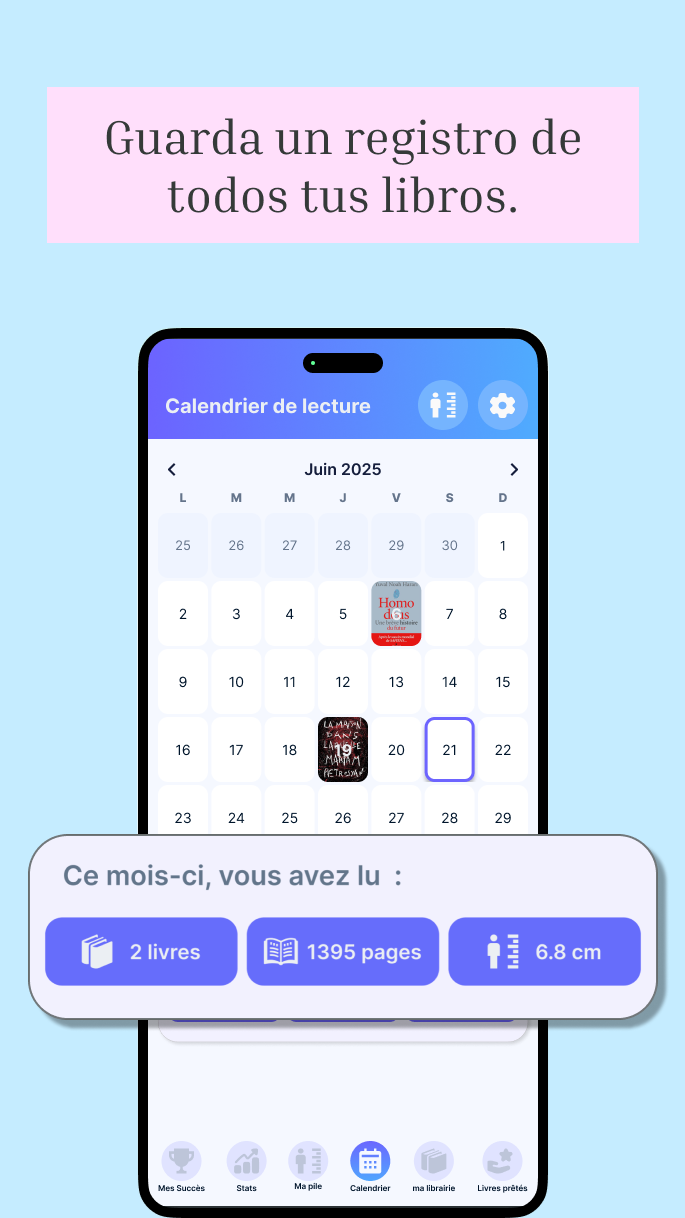 Guarda un registro de
todos tus libros.
Calendrier de lecture
Juin 2025
L M M J V S D
25 26 27 28 29 30 1
2 3 4 5 6 7 8
Homo
Une brève histoire
du futur
9 10 11 12 13 14 15
16 17 18 19 20 21 22
LA MAISON
DANS
LAQUELLE
MARIAM
PETROSYAN
23 24 25 26 27 28 29
Ce mois-ci, vous avez lu :
2 livres 1395 pages 6.8 cm
Mes Succès Stats Ma pile Calendrier ma librairie Livres prêtés